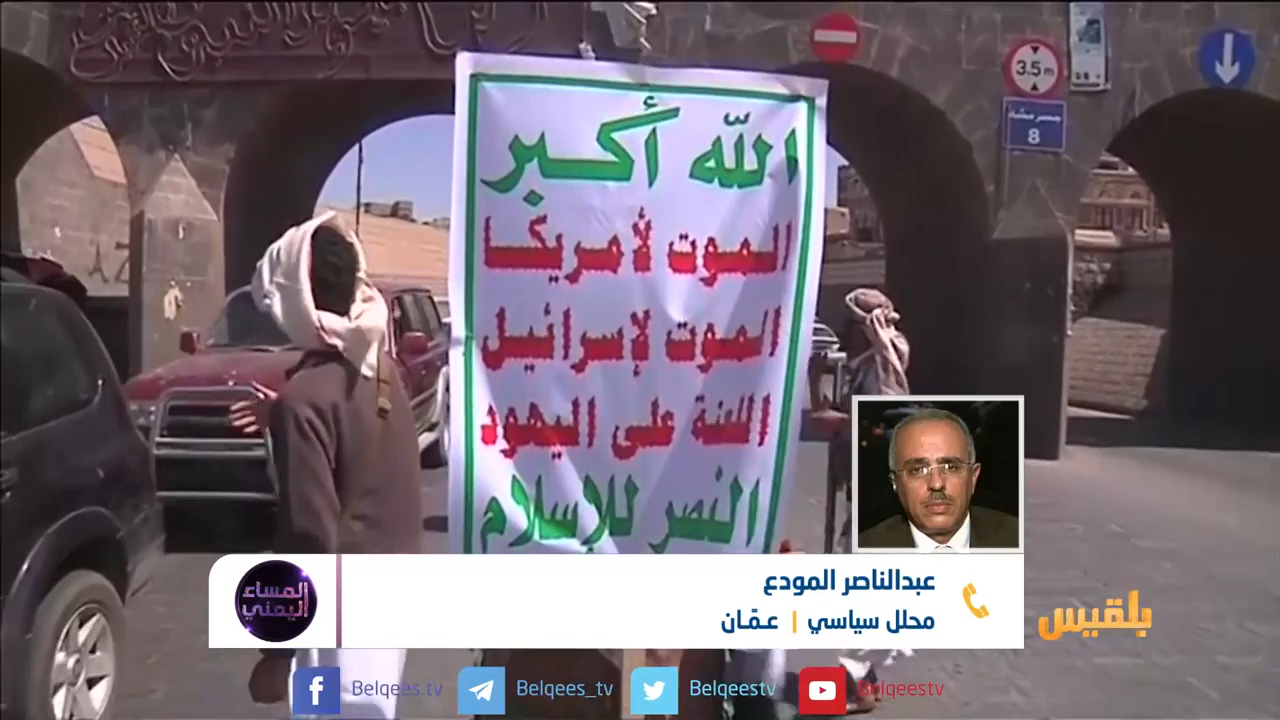 3.5m
8
الله أكبر
الموت لأمريكا
الموت لإسرائيل
اللعنة على اليهود
النصر للإسلام
عبدالناصر المودع
محلل سياسي | عمّان
المساء اليمني
بلقيس
Belqees.tv
Belqees_tv
Belqeestv
Belqeestv